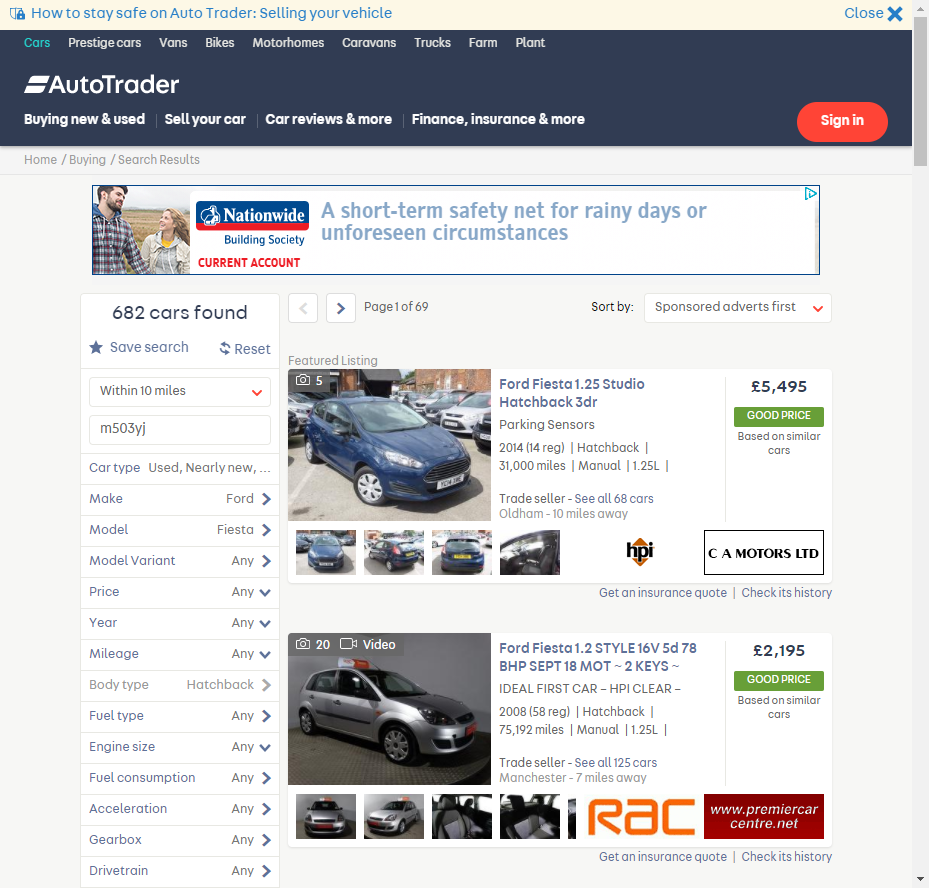 How to stay safe on Auto Trader: Selling your vehicle
Close
Cars Prestige cars Vans Bikes Motorhomes Caravans Trucks Farm Plant
AutoTrader
Buying new & used | Sell your car | Car reviews & more | Finance, insurance & more
Sign in
Home / Buying / Search Results
Nationwide
Building Society
CURRENT ACCOUNT
A short-term safety net for rainy days or
unforeseen circumstances
682 cars found
Save search Reset
Within 10 miles
m503yj
Car type Used, Nearly new, ...
Make Ford
Model Fiesta
Model Variant Any
Price Any
Year Any
Mileage Any
Body type Hatchback
Fuel type Any
Engine size Any
Fuel consumption Any
Acceleration Any
Gearbox Any
Drivetrain Any
Page 1 of 69
Sort by: Sponsored adverts first
Featured Listing
5
Ford Fiesta 1.25 Studio
Hatchback 3dr
Parking Sensors
2014 (14 reg) | Hatchback |
31,000 miles | Manual | 1.25L |
Trade seller - See all 68 cars
Oldham - 10 miles away
£5,495
GOOD PRICE
Based on similar
cars
hpi
C A MOTORS LTD
Get an insurance quote | Check its history
20 Video
Ford Fiesta 1.2 STYLE 16V 5d 78
BHP SEPT 18 MOT ~ 2 KEYS ~
IDEAL FIRST CAR – HPI CLEAR –
2008 (58 reg) | Hatchback |
75,192 miles | Manual | 1.25L |
Trade seller - See all 125 cars
Manchester - 7 miles away
£2,195
GOOD PRICE
Based on similar
cars
RAC
www.premiercar
centre.net
Get an insurance quote | Check its history